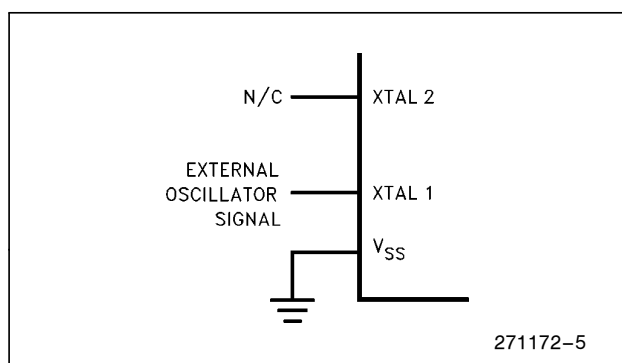 N/C XTAL 2
EXTERNAL
OSCILLATOR XTAL 1
SIGNAL
VSS
271172-5